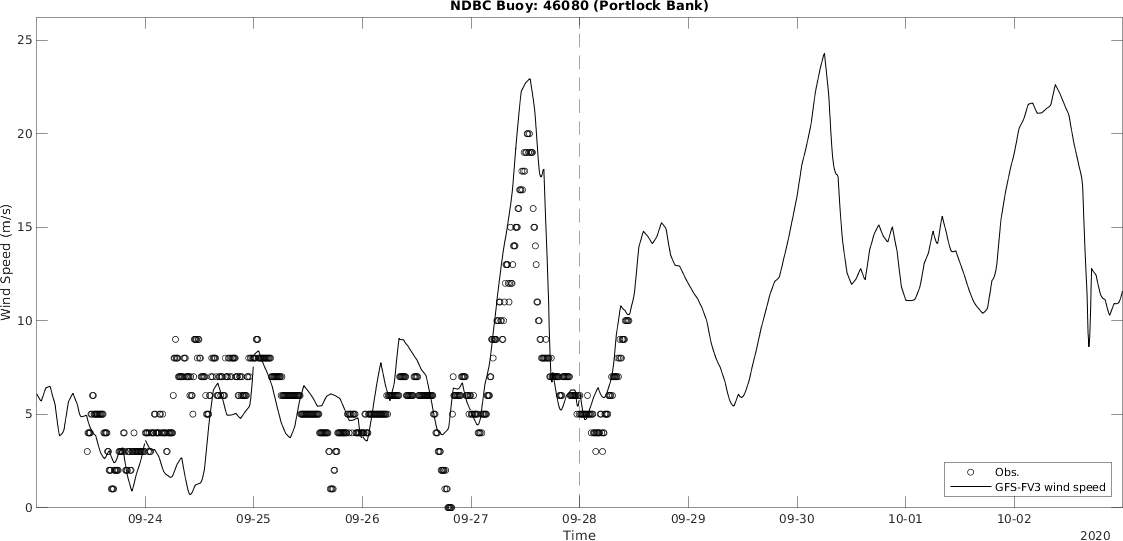 NDBC Buoy: 46080 (Portlock Bank)
25
20
15
10
5
0
Wind Speed (m/s)
09-24 09-25 09-26 09-27 09-28 09-29 09-30 10-01 10-02
Time
2020
Obs.
GFS-FV3 wind speed